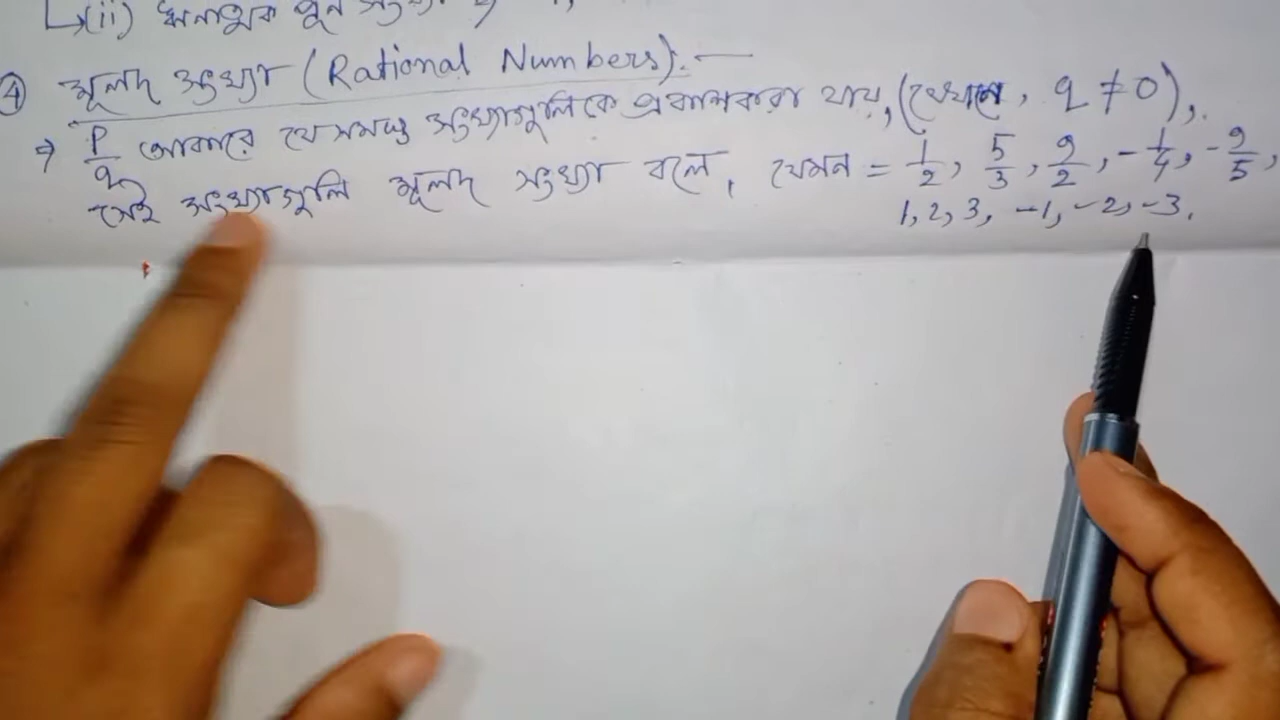 ↳(ii) ঋনাত্মক পূর্ন সংখ্যা
④ মূলদ সংখ্যা (Rational Numbers). —
→ p/q আকারে যে সমস্ত সংখ্যাগুলিকে প্রকাশ করা যায়, (যেখানে, q ≠ 0),
সেই সংখ্যাগুলি মূলদ সংখ্যা বলে, যেমন = 1/2, 5/3, 9/2, -1/4, -9/5,
1, 2, 3, -1, -2, -3.